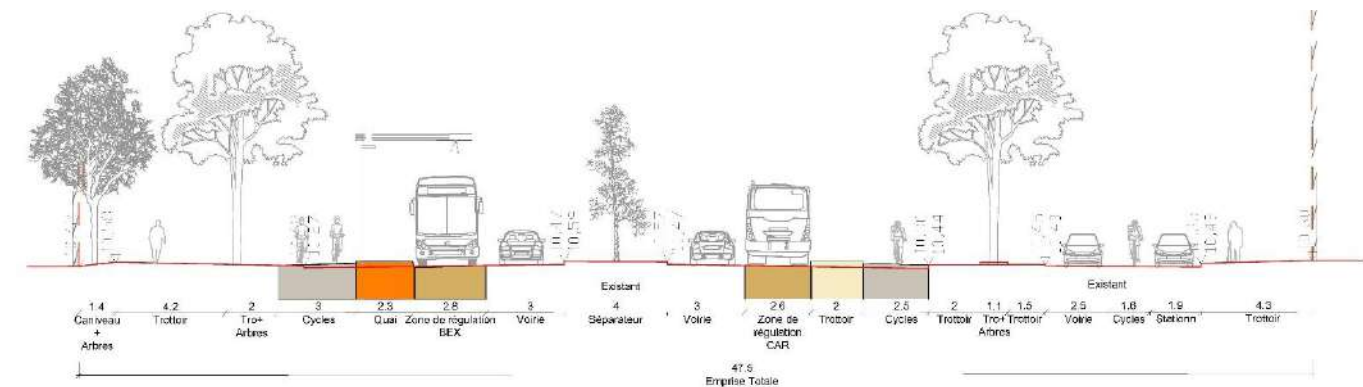 Existant
Existant
1.4 4.2 2 3 2.3 2.8 3 4 3 2.6 2 2.5 2 1.1 1.5 2.5 1.6 1.9 4.3
Caniveau Trottoir Tro+ Cycles Quai Zone de régulation Voirie Séparateur Voirie Zone de Trottoir Cycles Trottoir Tro+ Trottoir Voirie Cycles Stationn Trottoir
+ Arbres BEX régulation Arbres
Arbres CAR
47.5
Emprise Totale